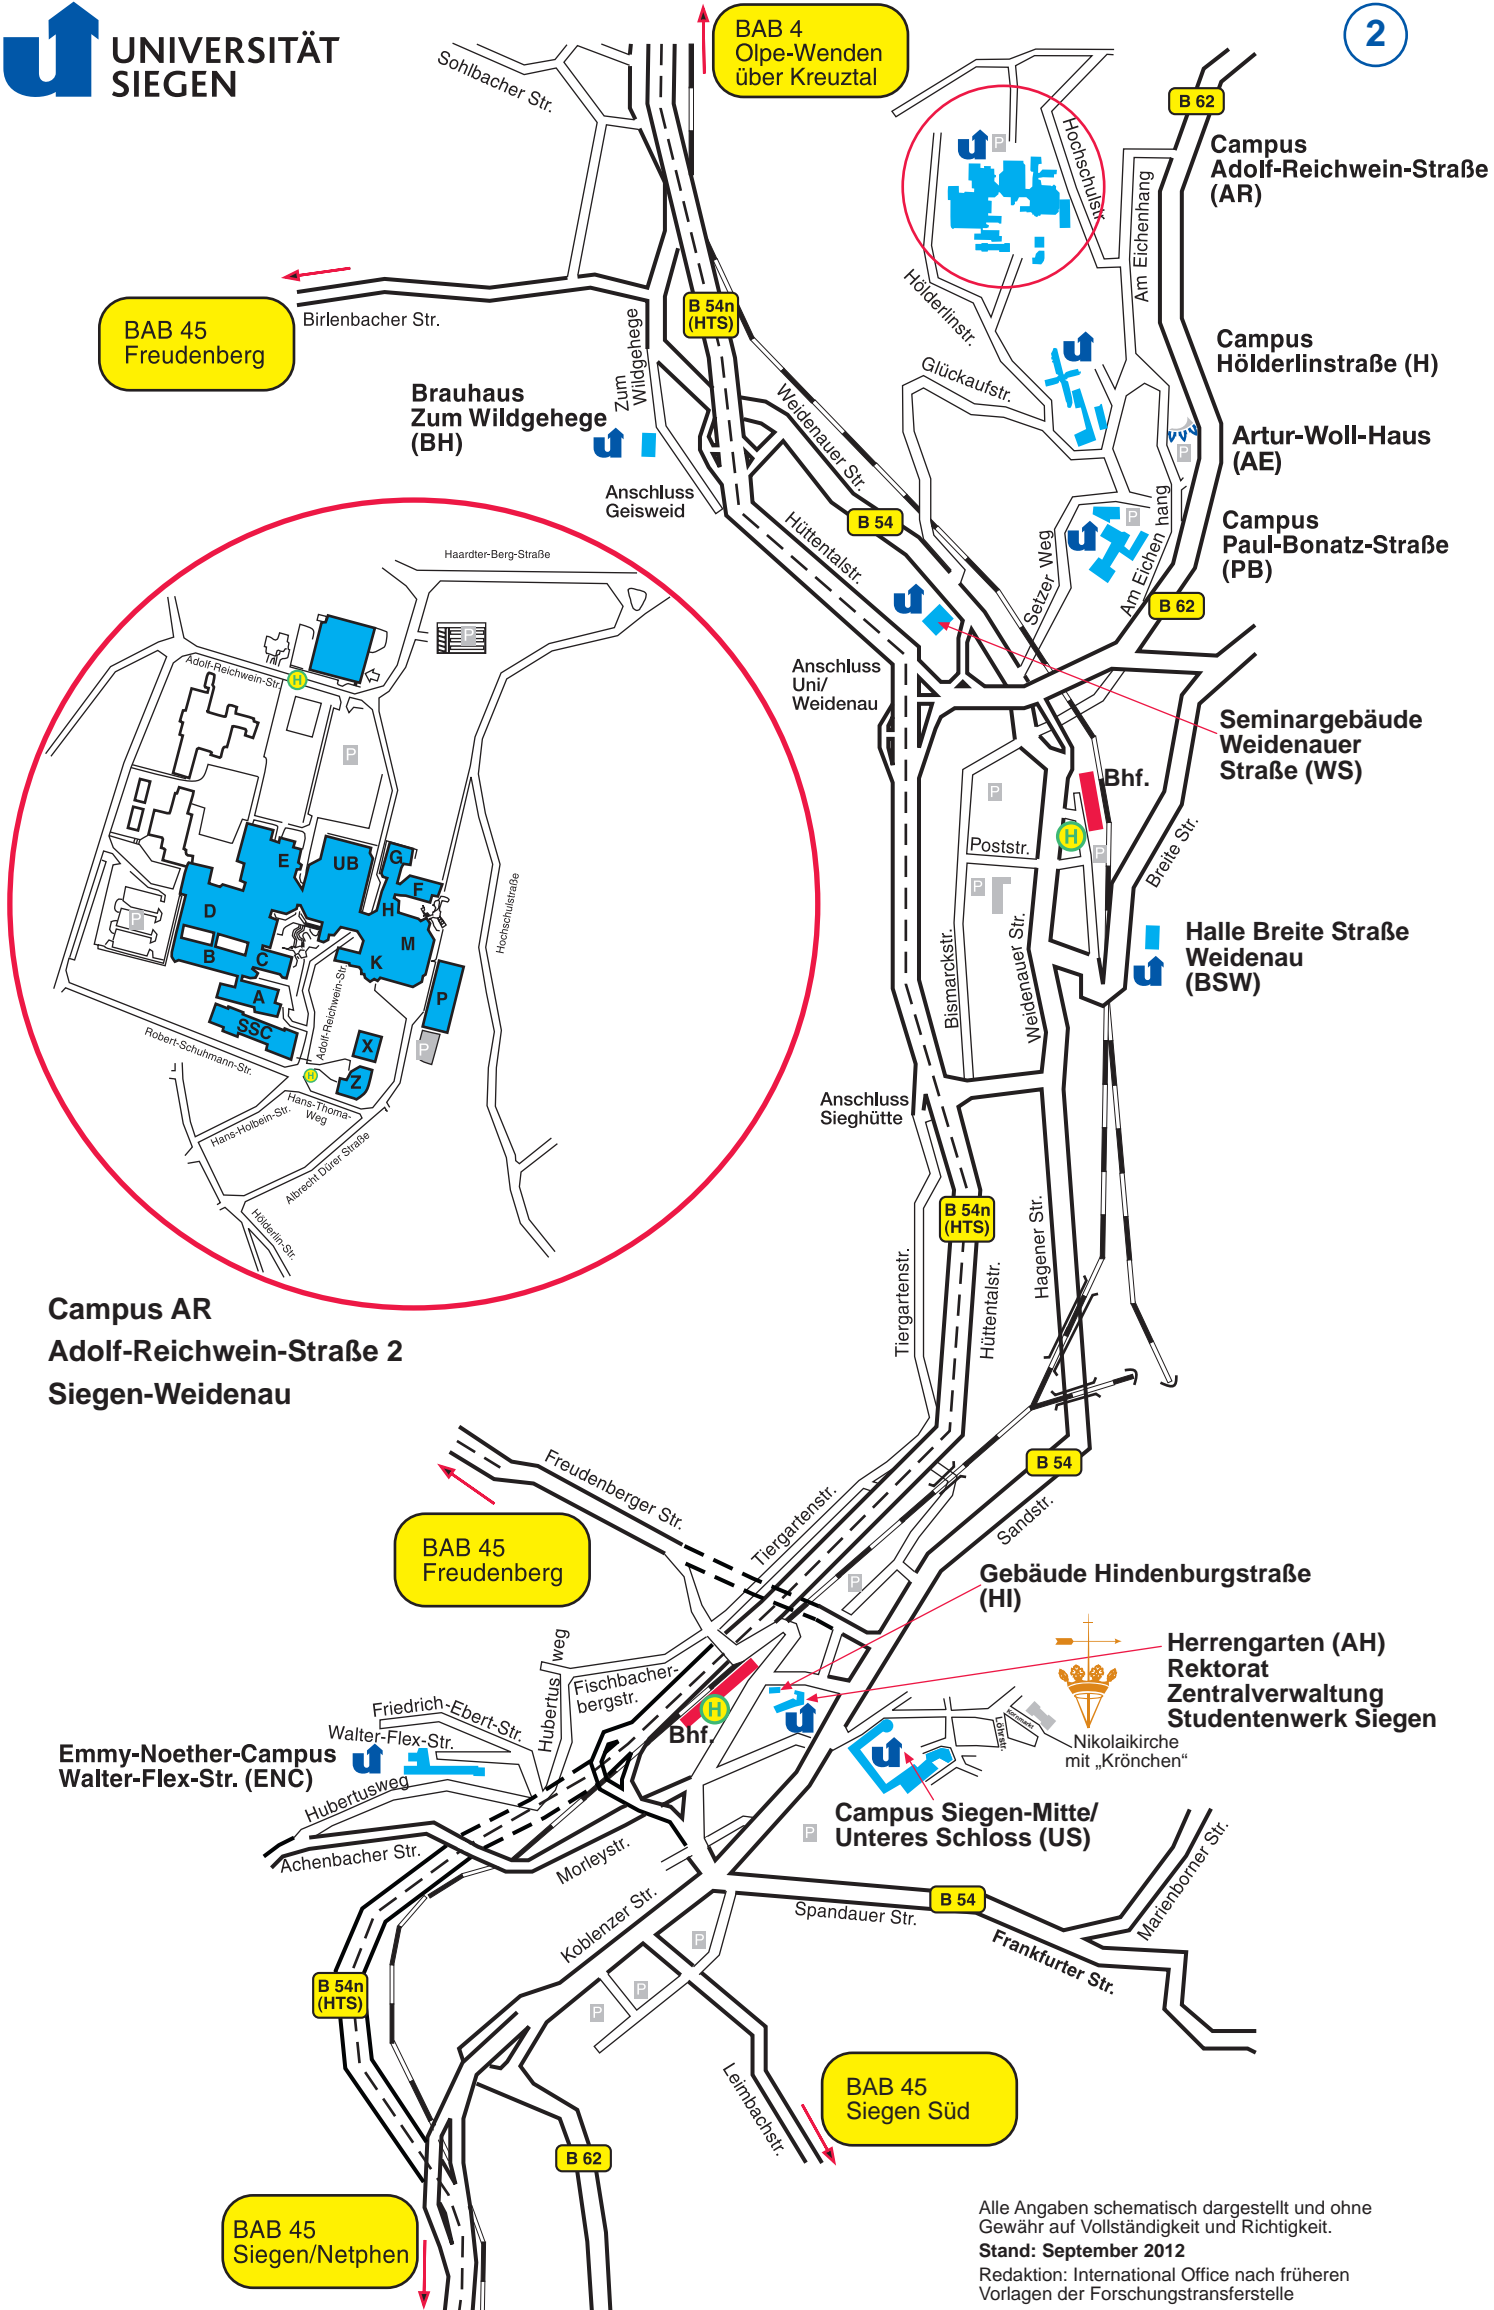 UNIVERSITÄT
SIEGEN
2
BAB 4
Olpe-Wenden
über Kreuztal
Sohlbacher Str.
B 62
Campus
Adolf-Reichwein-Straße
(AR)
P
Hochschulstr.
Am Eichenhang
Hölderlinstr.
BAB 45
Freudenberg
Birlenbacher Str.
B 54n
(HTS)
Zum
Wildgehege
Brauhaus
Zum Wildgehege
(BH)
Weidenauer Str.
Glückaufstr.
Campus
Hölderlinstraße (H)
Artur-Woll-Haus
(AE)
P
Anschluss
Geisweid
B 54
Hüttentalstr.
Setzer Weg
P
Am Eichen hang
Campus
Paul-Bonatz-Straße
(PB)
B 62
Anschluss
Uni/
Weidenau
Seminargebäude
Weidenauer
Straße (WS)
Bhf.
P
H
P
Poststr.
P
Breite Str.
Bismarckstr.
Weidenauer Str.
Halle Breite Straße
Weidenau
(BSW)
Haardter-Berg-Straße
P
Adolf-Reichwein-Str.
H
P
E
UB
G
F
H
D
P
M
B
C
K
A
P
SSC
Adolf-Reichwein-Str.
X
P
Z
H
Hochschulstraße
Robert-Schuhmann-Str.
Hans-Holbein-Str.
Hans-Thoma-
Weg
Albrecht Dürer Straße
Hölderlin-Str.
Campus AR
Adolf-Reichwein-Straße 2
Siegen-Weidenau
Anschluss
Sieghütte
B 54n
(HTS)
Tiergartenstr.
Hüttentalstr.
Hagener Str.
B 54
Sandstr.
Freudenberger Str.
Tiergartenstr.
BAB 45
Freudenberg
P
Gebäude Hindenburgstraße
(HI)
Herrengarten (AH)
Rektorat
Zentralverwaltung
Studentenwerk Siegen
Hubertus weg
Fischbacher-
bergstr.
Friedrich-Ebert-Str.
Walter-Flex-Str.
Emmy-Noether-Campus
Walter-Flex-Str. (ENC)
Hubertusweg
H
Bhf.
Löhrstr.
Kornmarkt
Nikolaikirche
mit „Krönchen“
Campus Siegen-Mitte/
Unteres Schloss (US)
P
Achenbacher Str.
Morleystr.
Koblenzer Str.
Spandauer Str.
B 54
Frankfurter Str.
Marienborner Str.
P
P
P
B 54n
(HTS)
Leimbachstr.
BAB 45
Siegen Süd
B 62
BAB 45
Siegen/Netphen
Alle Angaben schematisch dargestellt und ohne
Gewähr auf Vollständigkeit und Richtigkeit.
Stand: September 2012
Redaktion: International Office nach früheren
Vorlagen der Forschungstransferstelle